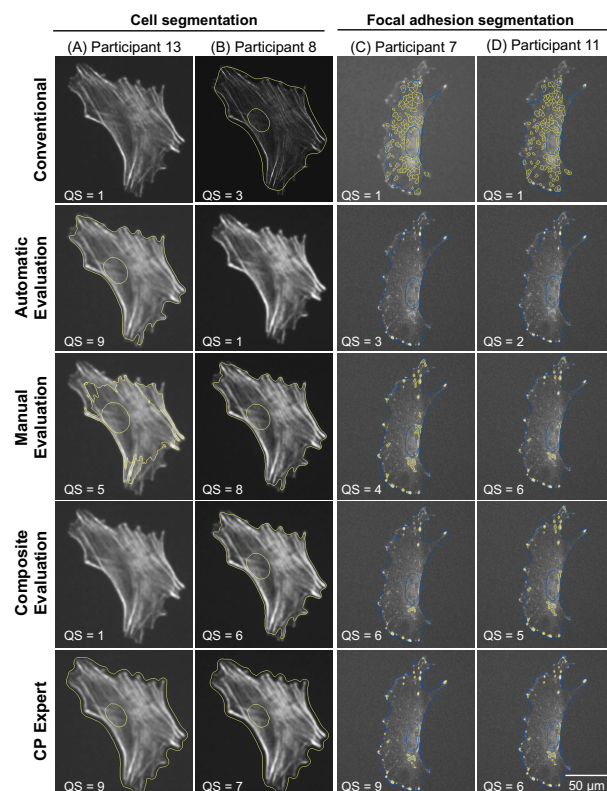 Cell segmentation
Focal adhesion segmentation
(A) Participant 13
(B) Participant 8
(C) Participant 7
(D) Participant 11
Conventional
QS = 1
QS = 3
QS = 1
QS = 1
Automatic
Evaluation
QS = 9
QS = 1
QS = 3
QS = 2
Manual
Evaluation
QS = 5
QS = 8
QS = 4
QS = 6
Composite
Evaluation
QS = 1
QS = 6
QS = 6
QS = 5
CP Expert
QS = 9
QS = 7
QS = 9
QS = 6
50 µm